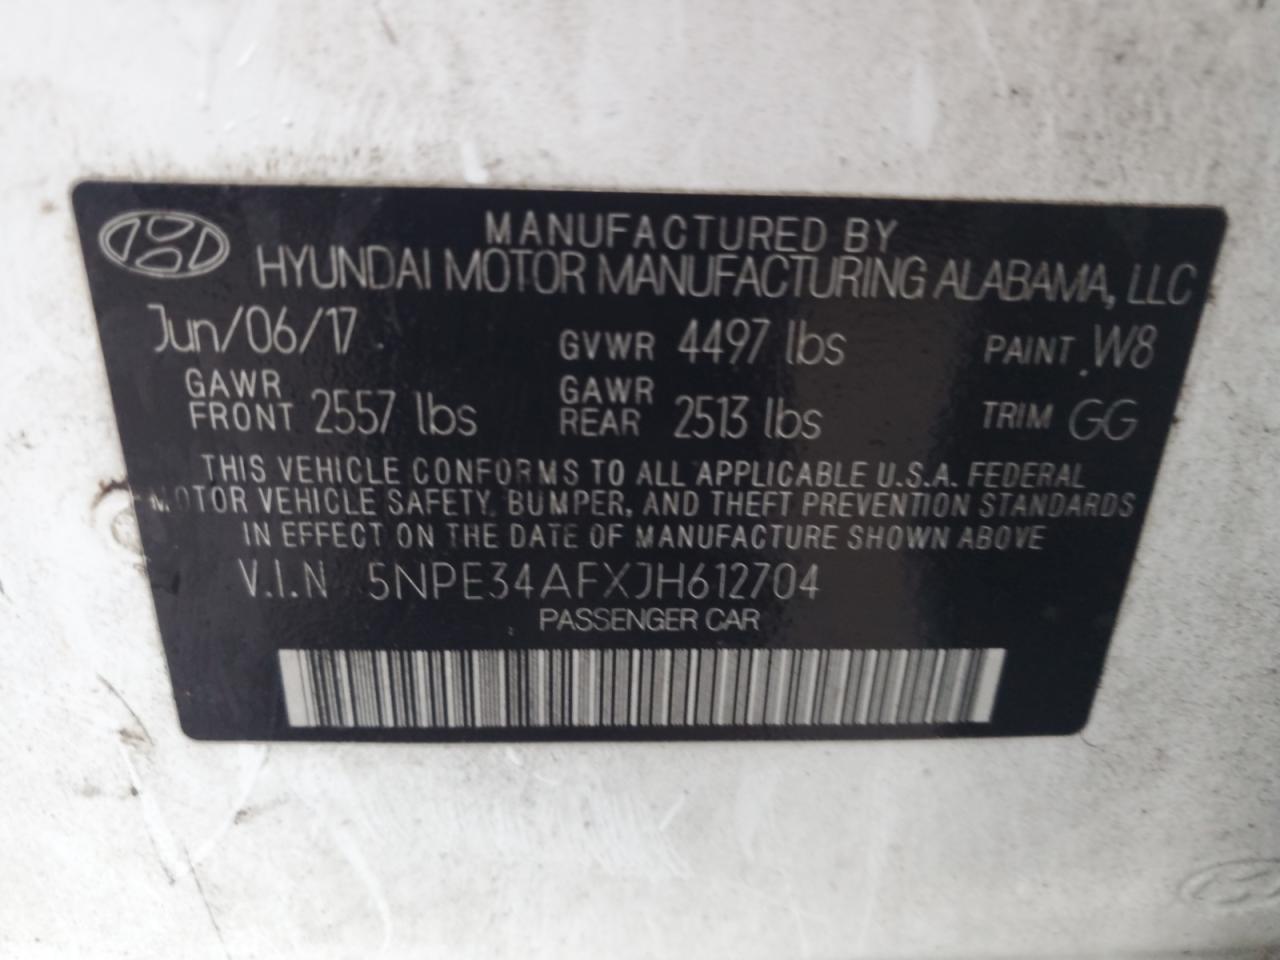 MANUFACTURED BY
HYUNDAI MOTOR MANUFACTURING ALABAMA, LLC
Jun/06/17 GVWR 4497 lbs PAINT W8
GAWR FRONT 2557 lbs GAWR REAR 2513 lbs TRIM GG
THIS VEHICLE CONFORMS TO ALL APPLICABLE U.S.A. FEDERAL
MOTOR VEHICLE SAFETY, BUMPER, AND THEFT PREVENTION STANDARDS
IN EFFECT ON THE DATE OF MANUFACTURE SHOWN ABOVE
V.I.N 5NPE34AFXJH612704
PASSENGER CAR